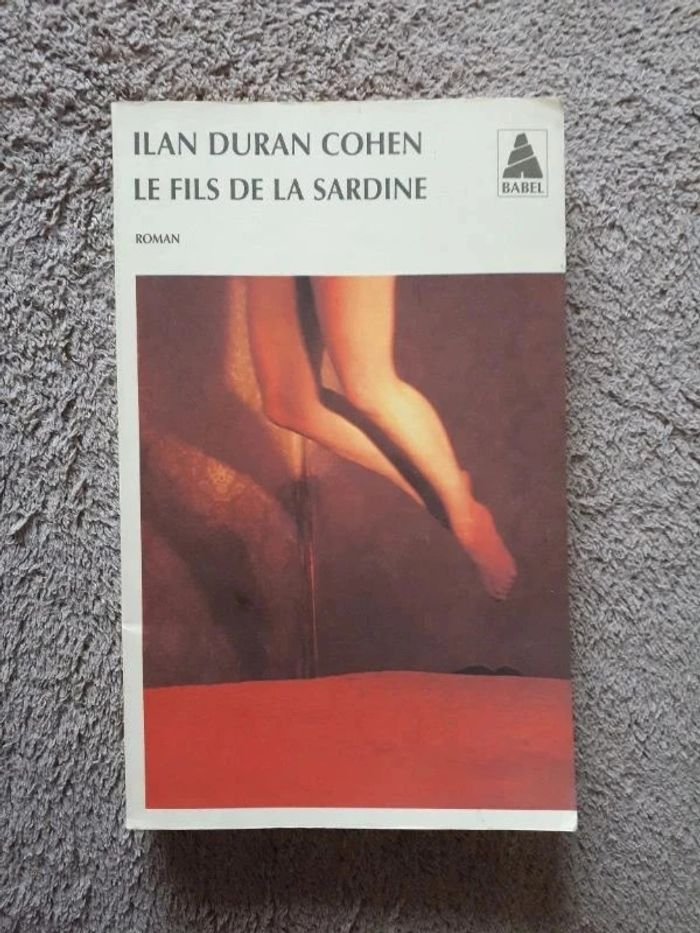 ILAN DURAN COHEN
LE FILS DE LA SARDINE
BABEL
ROMAN